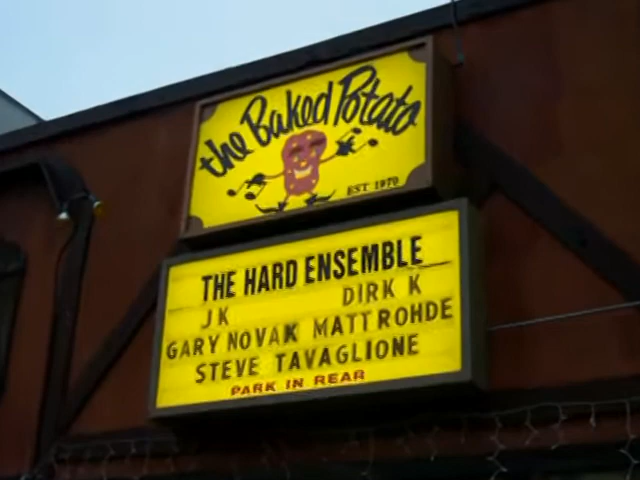 the Baked Potato
EST 1970
THE HARD ENSEMBLE
JK DIRK K
GARY NOVAK MATT ROHDE
STEVE TAVAGLIONE
PARK IN REAR